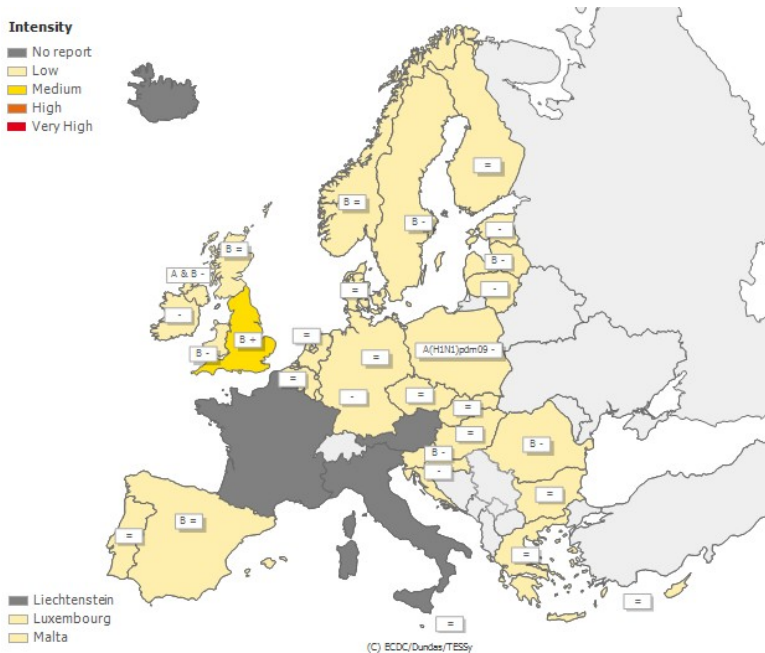 Intensity
No report
Low
Medium
High
Very High
=
B =
B -
-
B =
B -
A & B -
-
=
-
B +
B -
=
=
A(H1N1)pdm09 -
=
=
-
=
=
B -
B -
-
=
B =
=
=
=
=
Liechtenstein
Luxembourg
Malta
(C) ECDC/Dundas/TESSy